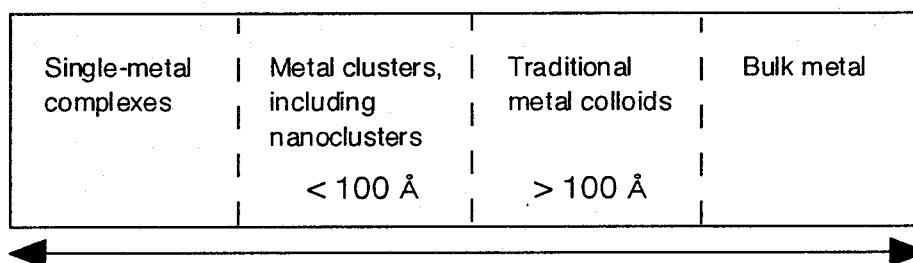 Single-metal
complexes
Metal clusters,
including
nanoclusters
< 100 Å
Traditional
metal colloids
> 100 Å
Bulk metal